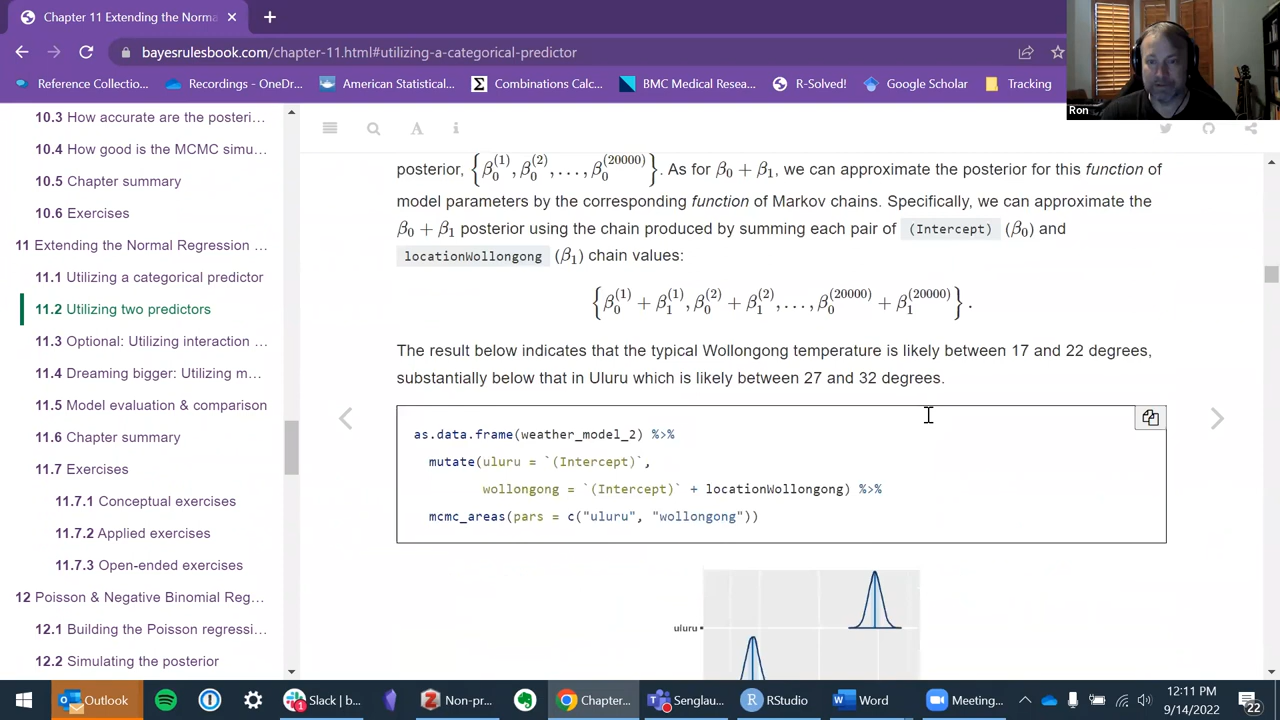 Chapter 11 Extending the Norma
bayesrulesbook.com/chapter-11.html#utilizing-a-categorical-predictor
Reference Collecti...
American...
Google Scholar
Tracking
Ron
10.3 How accurate are the posteri...
10.4 How good is the MCMC simu...
10.5 Chapter summary
10.6 Exercises
11 Extending the Normal Regression ...
11.1 Utilizing a categorical predictor
11.2 Utilizing two predictors
11.3 Optional: Utilizing interaction ...
11.4 Dreaming bigger: Utilizing m...
11.5 Model evaluation & comparison
11.6 Chapter summary
11.7 Exercises
11.7.1 Conceptual exercises
11.7.2 Applied exercises
11.7.3 Open-ended exercises
12 Poisson & Negative Binomial Reg...
12.1 Building the Poisson regressi...
12.2 Simulating the posterior
posterior, {β₀⁽¹⁾, β₀⁽²⁾, . . . , β₀⁽²⁰⁰⁰⁰⁾}. As for β₀ + β₁, we can approximate the posterior for this function of
model parameters by the corresponding function of Markov chains. Specifically, we can approximate the
β₀ + β₁ posterior using the chain produced by summing each pair of (Intercept) (β₀) and
locationWollongong (β₁) chain values:
{β₀⁽¹⁾ + β₁⁽¹⁾, β₀⁽²⁾ + β₁⁽²⁾, . . . , β₀⁽²⁰⁰⁰⁰⁾ + β₁⁽²⁰⁰⁰⁰⁾} .
The result below indicates that the typical Wollongong temperature is likely between 17 and 22 degrees,
substantially below that in Uluru which is likely between 27 and 32 degrees.
as.data.frame(weather_model_2) %>%
mutate(uluru = `(Intercept)`,
wollongong = `(Intercept)` + locationWollongong) %>%
mcmc_areas(pars = c("uluru", "wollongong"))
uluru
Outlook
1
Slack | b...
Non-pr...
Chapter...
Senglau...
RStudio
Word
Meeting...
12:11 PM
9/14/2022
22